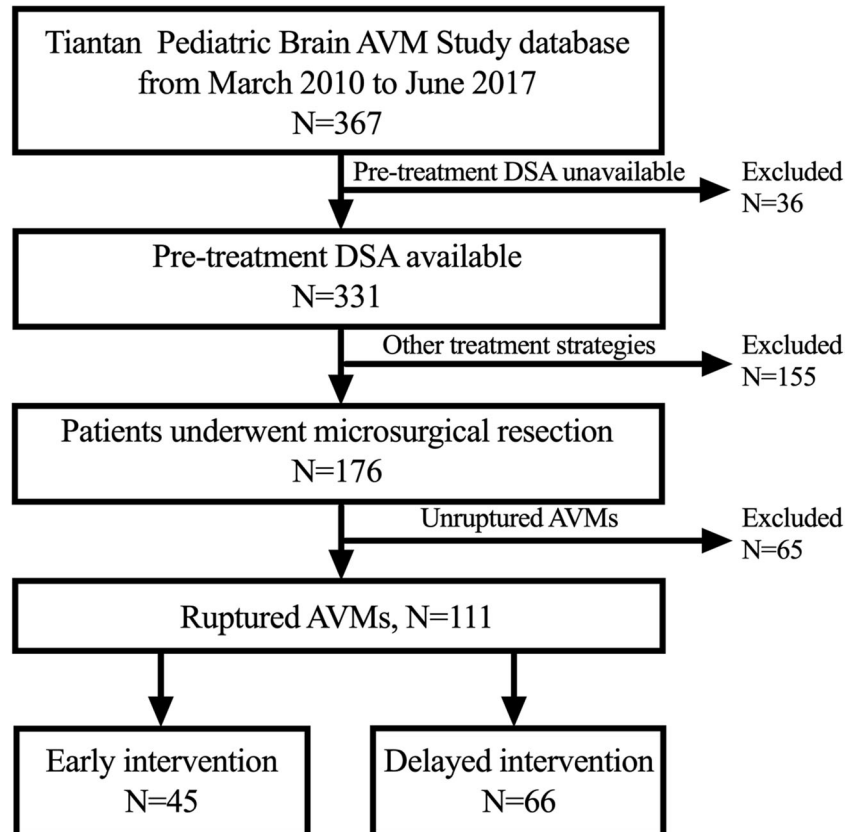 Tiantan Pediatric Brain AVM Study database
from March 2010 to June 2017
N=367
Pre-treatment DSA unavailable
Excluded
N=36
Pre-treatment DSA available
N=331
Other treatment strategies
Excluded
N=155
Patients underwent microsurgical resection
N=176
Unruptured AVMs
Excluded
N=65
Ruptured AVMs, N=111
Early intervention
N=45
Delayed intervention
N=66